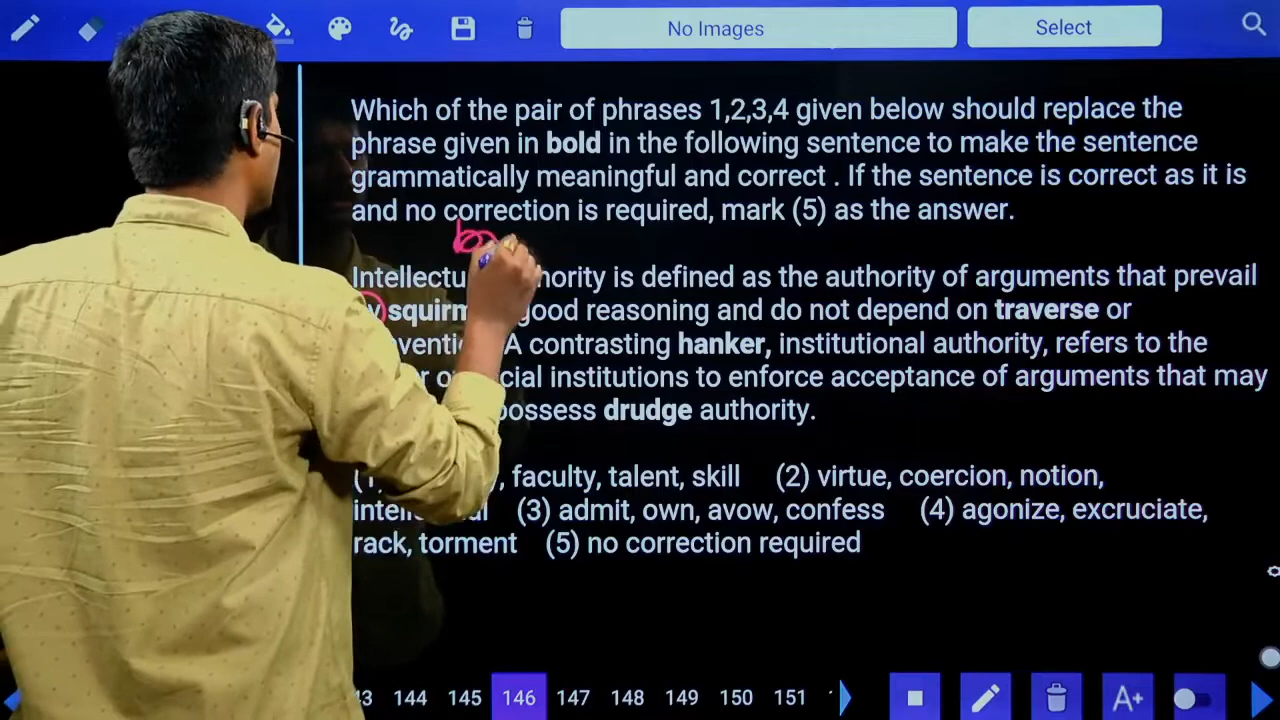 No Images
Select
Which of the pair of phrases 1,2,3,4 given below should replace the
phrase given in bold in the following sentence to make the sentence
grammatically meaningful and correct . If the sentence is correct as it is
and no correction is required, mark (5) as the answer.
is defined as the authority of arguments that prevail
squirm good reasoning and do not depend on traverse or
A contrasting hanker, institutional authority, refers to the
institutions to enforce acceptance of arguments that may
possess drudge authority.
faculty, talent, skill (2) virtue, coercion, notion,
(3) admit, own, avow, confess (4) agonize, excruciate,
rack, torment (5) no correction required
144 145 146 147 148 149 150 151
A+